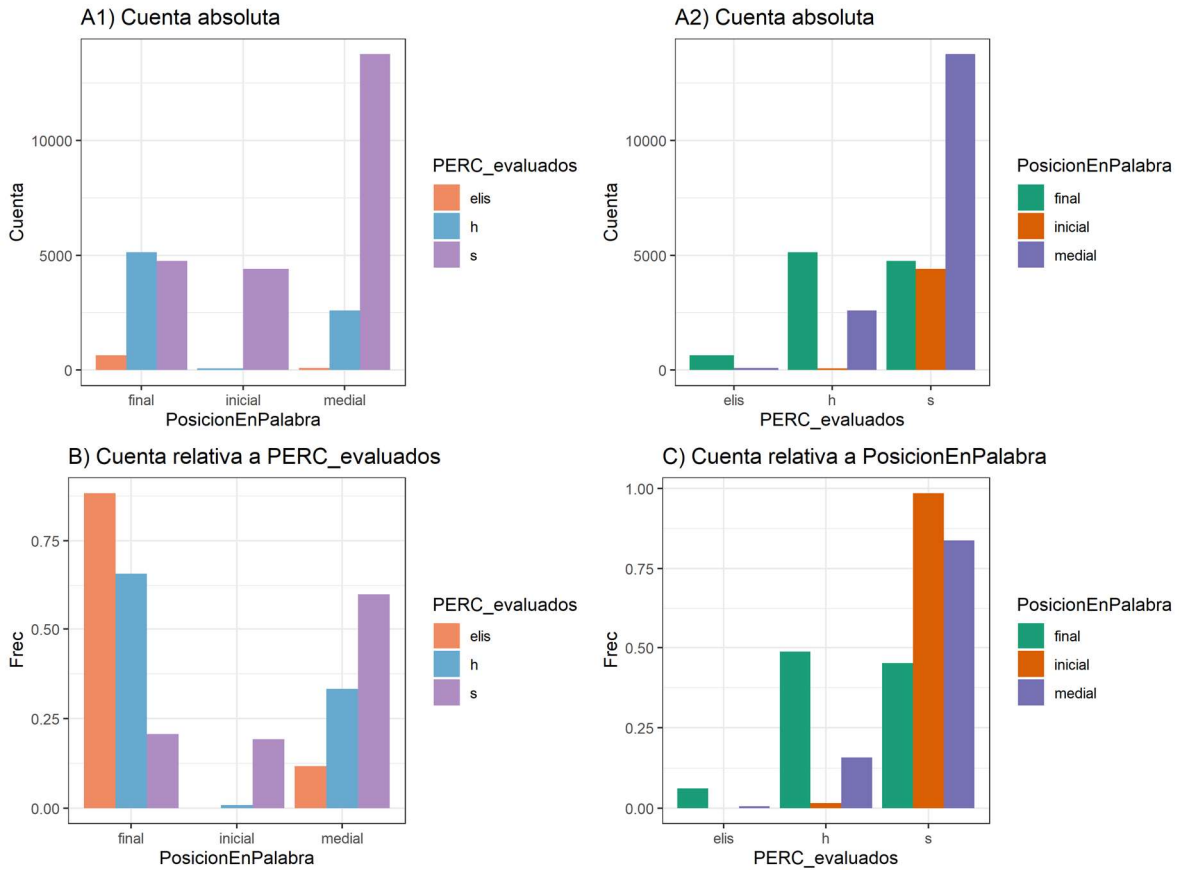 A1) Cuenta absoluta
Cuenta
10000
5000
0
final inicial medial
PosicionEnPalabra
PERC_evaluados
elis
h
s
A2) Cuenta absoluta
Cuenta
10000
5000
0
elis h s
PERC_evaluados
PosicionEnPalabra
final
inicial
medial
B) Cuenta relativa a PERC_evaluados
Frec
0.75
0.50
0.25
0.00
final inicial medial
PosicionEnPalabra
PERC_evaluados
elis
h
s
C) Cuenta relativa a PosicionEnPalabra
Frec
1.00
0.75
0.50
0.25
0.00
elis h s
PERC_evaluados
PosicionEnPalabra
final
inicial
medial